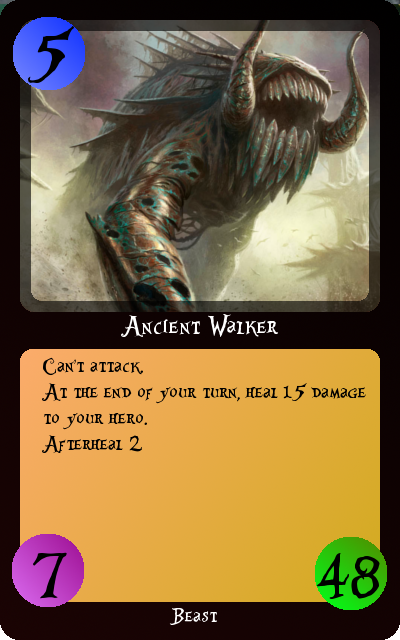 5
Ancient Walker
Can't attack.
At the end of your turn, heal 15 damage
to your hero.
Afterheal 2
7
48
Beast